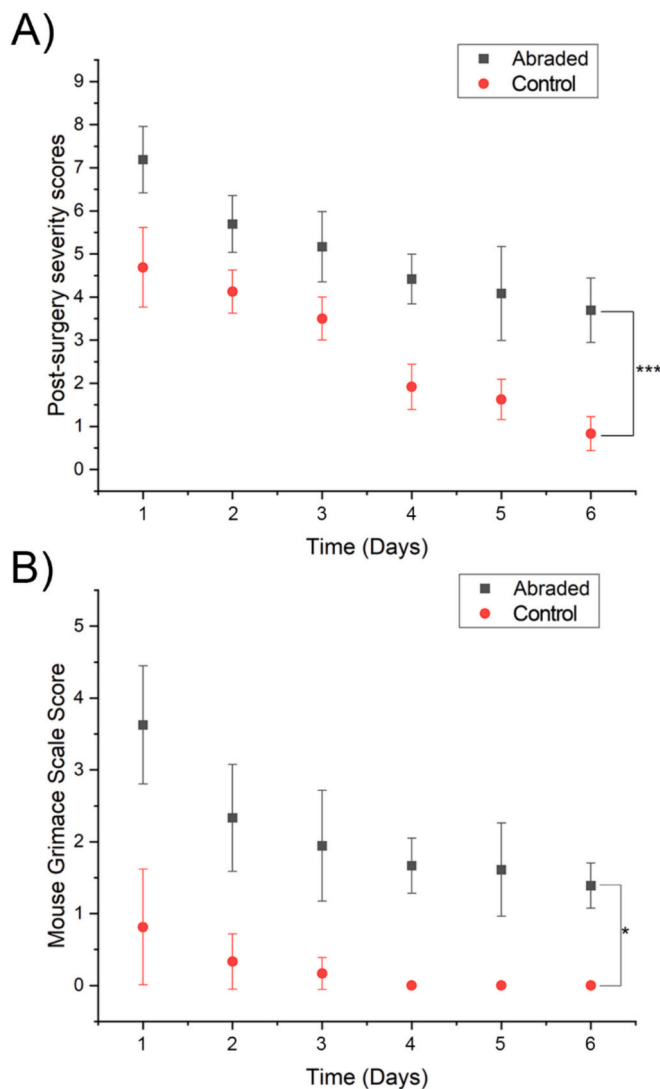 A)
Abraded
Control
9
8
7
6
5
4
3
2
1
0
Post-surgery severity scores
***
1 2 3 4 5 6
Time (Days)
B)
Abraded
Control
5
4
3
2
1
0
Mouse Grimace Scale Score
*
1 2 3 4 5 6
Time (Days)